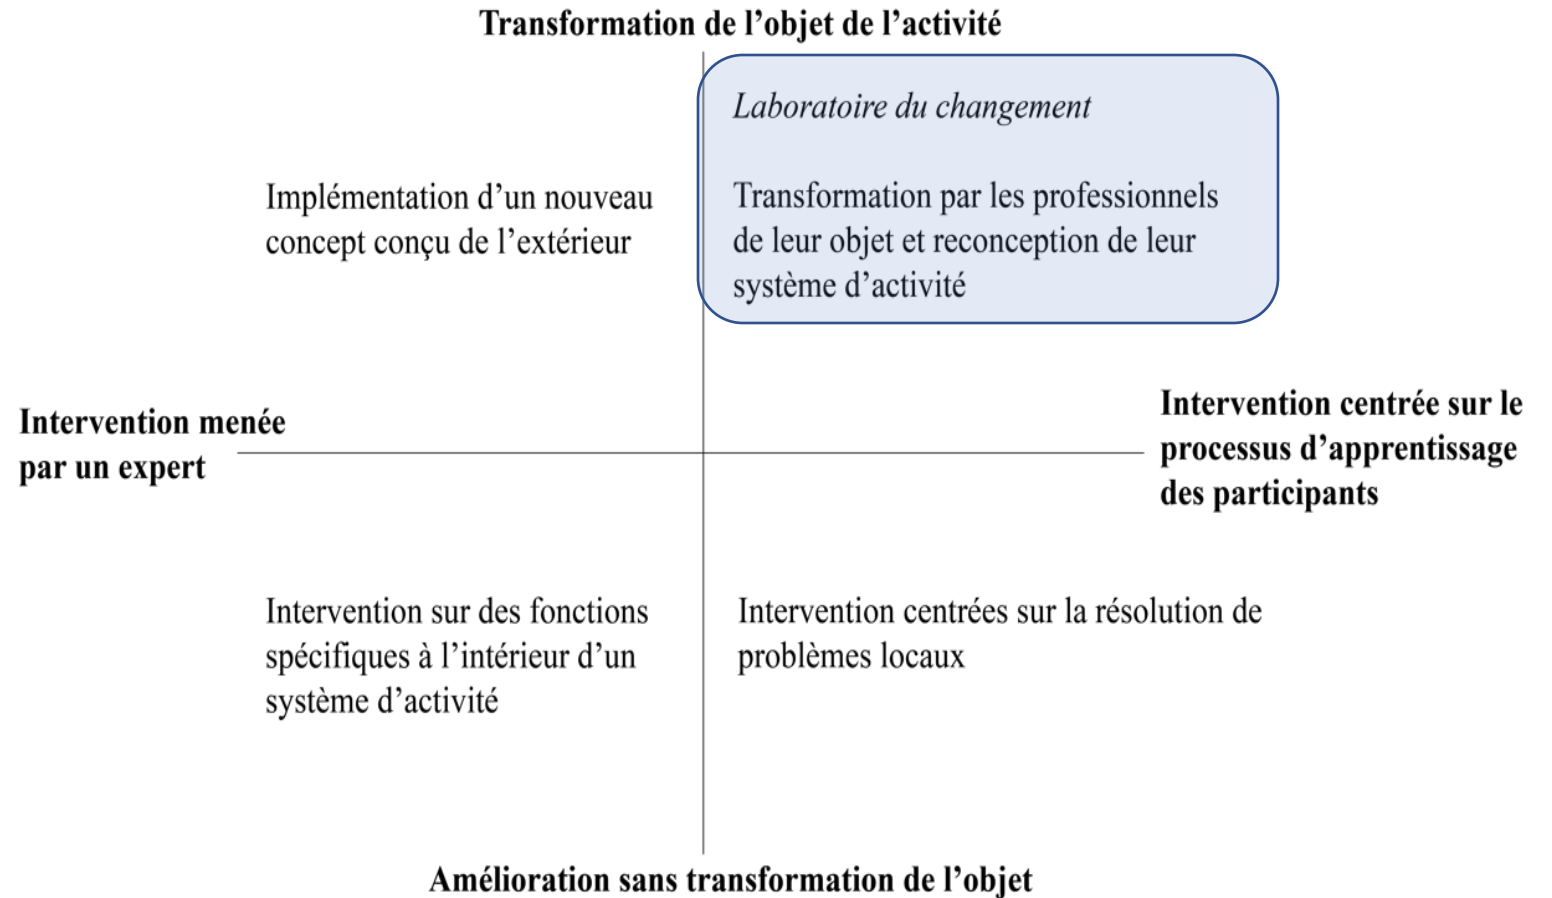 Transformation de l’objet de l’activité
Laboratoire du changement
Implémentation d’un nouveau
concept conçu de l’extérieur
Transformation par les professionnels
de leur objet et reconception de leur
système d’activité
Intervention menée
par un expert
Intervention centrée sur le
processus d’apprentissage
des participants
Intervention sur des fonctions
spécifiques à l’intérieur d’un
système d’activité
Intervention centrées sur la résolution de
problèmes locaux
Amélioration sans transformation de l’objet